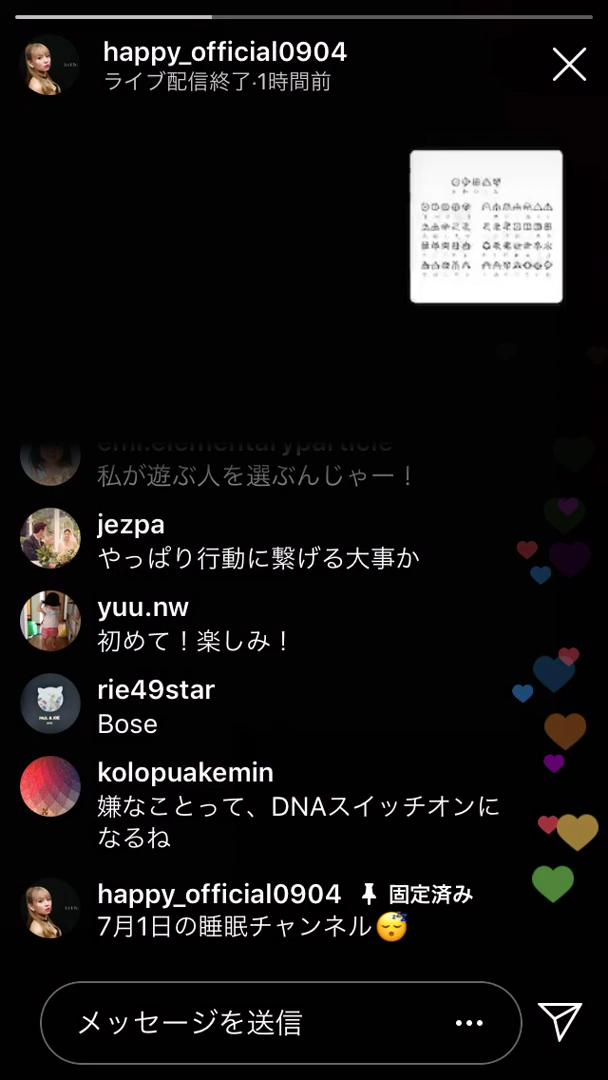 happy_official0904
ライブ配信終了·1時間前
emi.elementaryparticle
私が遊ぶ人を選ぶんじゃー！
jezpa
やっぱり行動に繋げる大事か
yuu.nw
初めて！楽しみ！
rie49star
Bose
kolopuakemin
嫌なことって、DNAスイッチオンに
なるね
happy_official0904 固定済み
7月1日の睡眠チャンネル😴
メッセージを送信